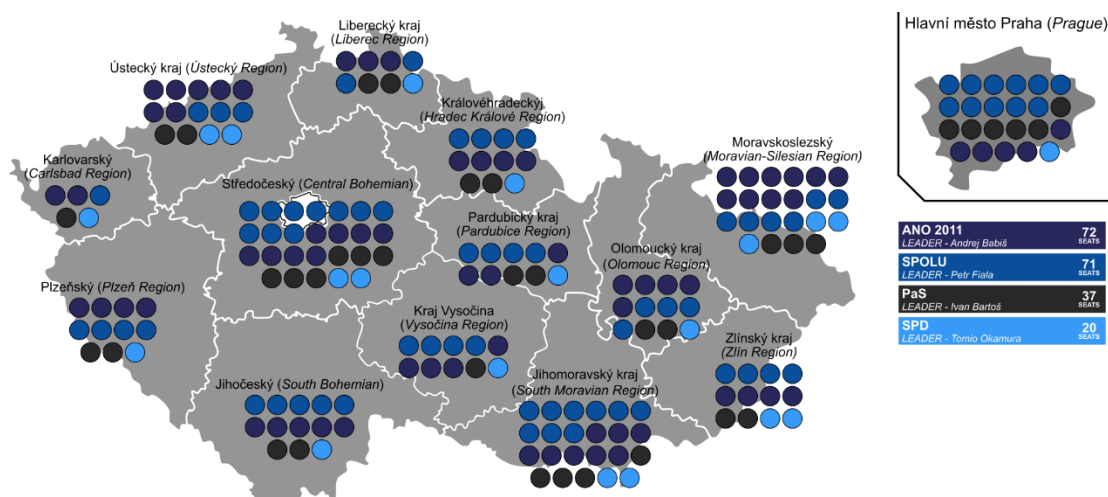 Liberecký kraj
(Liberec Region)
Hlavní město Praha (Prague)
Ústecký kraj (Ústecký Region)
Královéhradeckýj
(Hradec Králové Region)
Moravskoslezský
(Moravian-Silesian Region)
Karlovarský
(Carlsbad Region)
Středočeský (Central Bohemian)
Pardubický kraj
(Pardubice Region)
Olomoucký kraj
(Olomouc Region)
Plzeňský (Plzeň Region)
Kraj Vysočina
(Vysočina Region)
Zlínský kraj
(Zlín Region)
Jihočeský (South Bohemian)
Jihomoravský kraj
(South Moravian Region)
ANO 2011 72
LEADER - Andrej Babiš SEATS
SPOLU 71
LEADER - Petr Fiala SEATS
PaS 37
LEADER - Ivan Bartoš SEATS
SPD 20
LEADER - Tomio Okamura SEATS